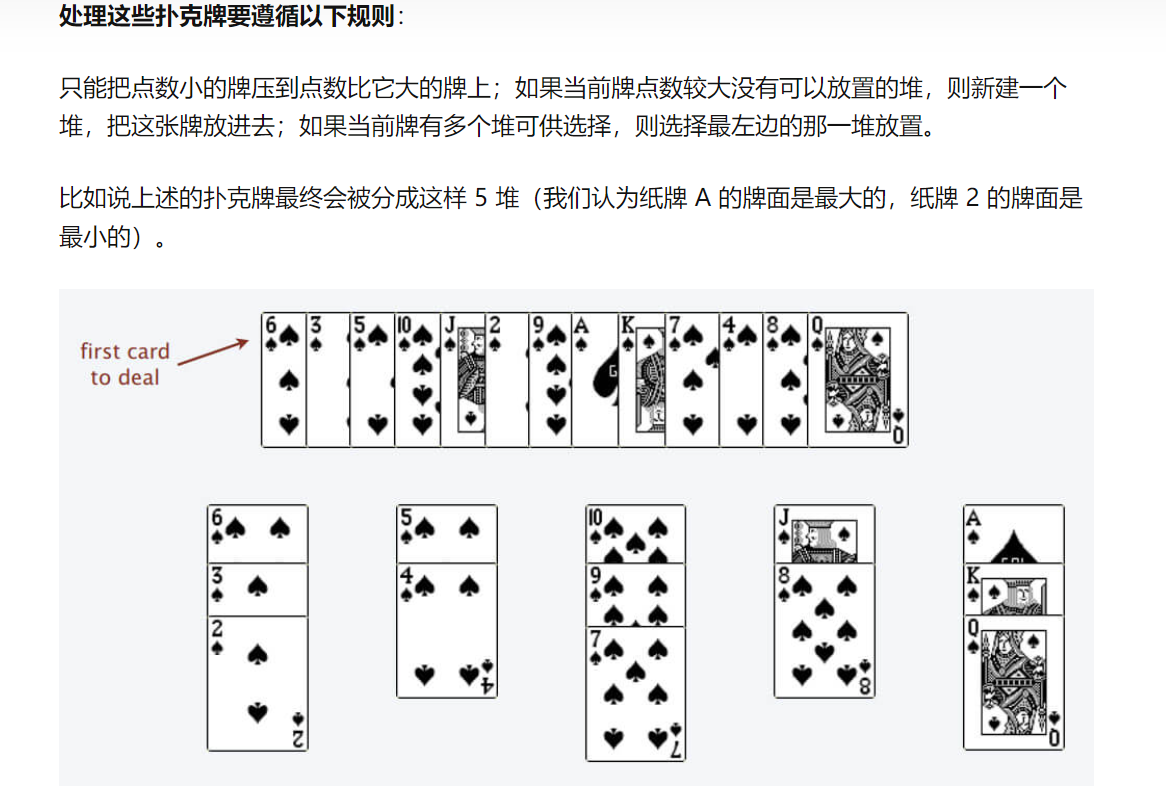 处理这些扑克牌要遵循以下规则：
只能把点数小的牌压到点数比它大的牌上；如果当前牌点数较大没有可以放置的堆，则新建一个
堆，把这张牌放进去；如果当前牌有多个堆可供选择，则选择最左边的那一堆放置。
比如说上述的扑克牌最终会被分成这样 5 堆（我们认为纸牌 A 的牌面是最大的，纸牌 2 的牌面是
最小的）。
first card
to deal
6 3 5 10 J 2 9 A K 7 4 8 Q
Q
6 5 10 J A
3 4 9 8 K
2 7 Q
4 8
2 7 Q